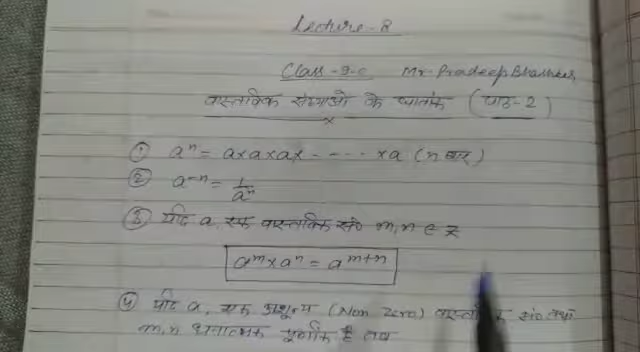 Lecture-8
Class-9-C Mr. Pradeep Bhashkar
वास्तविक संख्याओं के घातांक (पाठ-2)
① aⁿ = a×a×a×- - - - - ×a (n बार)
② a⁻ⁿ = 1/aⁿ
③ यदि a, एक वास्तविक सं० m,n ∈ z
aᵐ×aⁿ = aᵐ⁺ⁿ
④ यदि a, एक अशून्य (Non Zero) वास्तविक सं० तथा
m,n धनात्मक पूर्णांक है तब